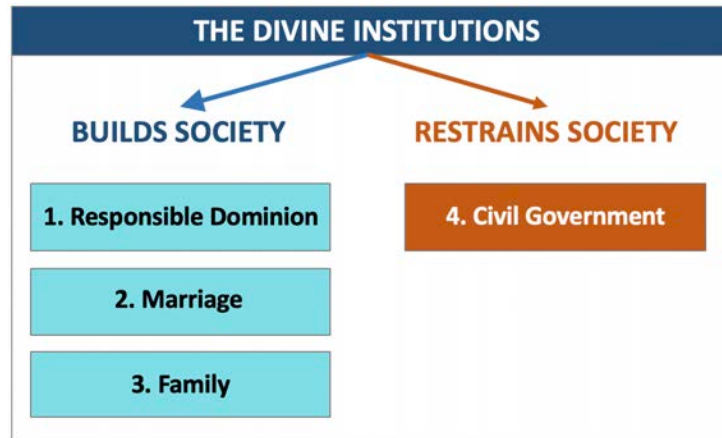 THE DIVINE INSTITUTIONS
BUILDS SOCIETY
1. Responsible Dominion
2. Marriage
3. Family
RESTRAINS SOCIETY
4. Civil Government